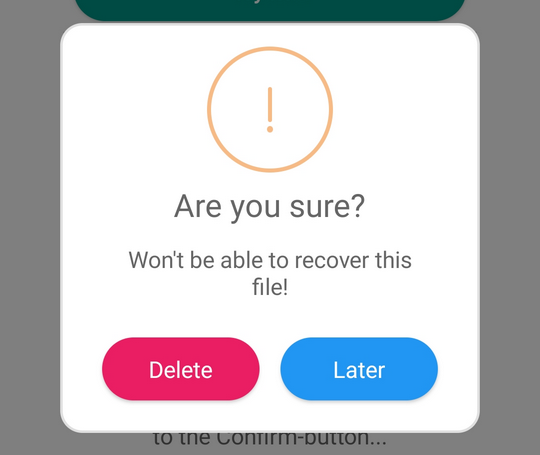 Are you sure?
Won't be able to recover this
file!
Delete
Later
to the Confirm-button...